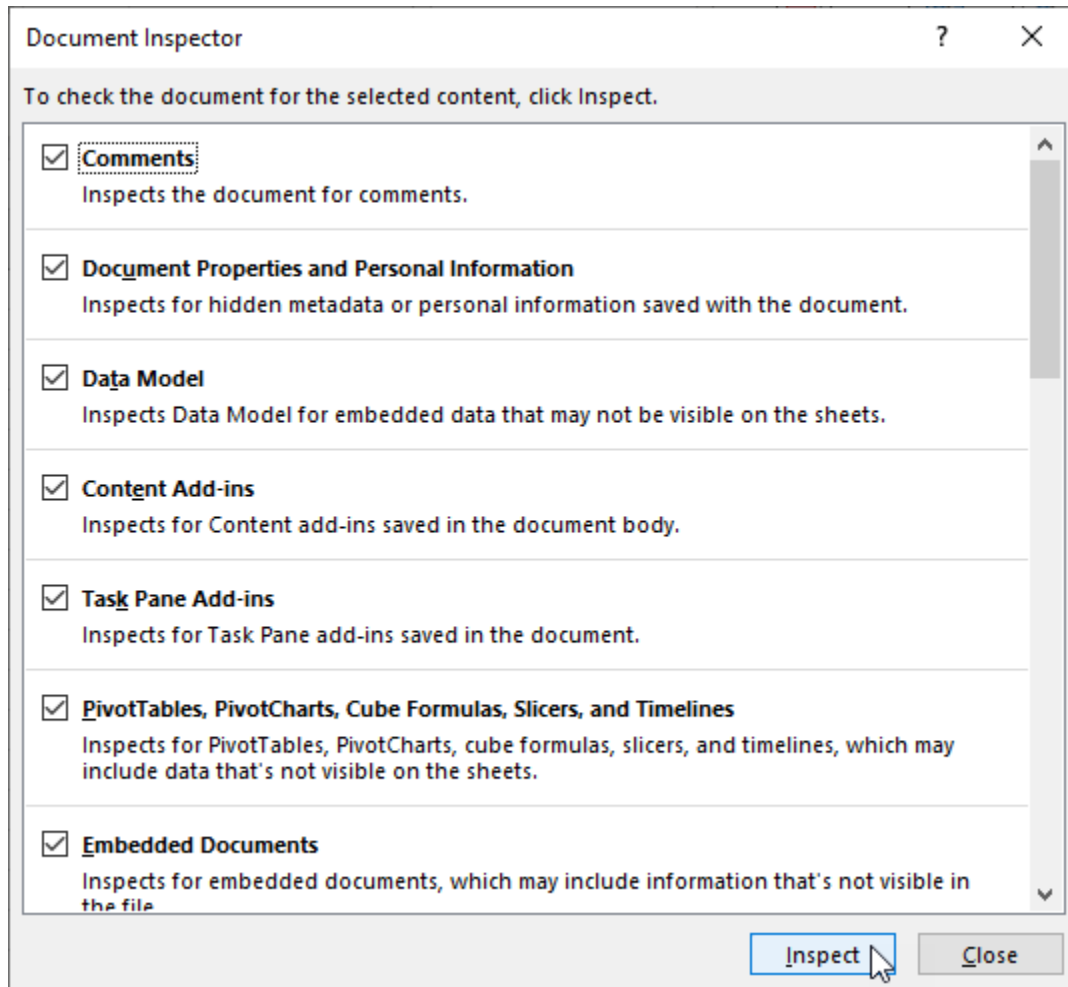 Document Inspector ?
To check the document for the selected content, click Inspect.
Comments
Inspects the document for comments.
Document Properties and Personal Information
Inspects for hidden metadata or personal information saved with the document.
Data Model
Inspects Data Model for embedded data that may not be visible on the sheets.
Content Add-ins
Inspects for Content add-ins saved in the document body.
Task Pane Add-ins
Inspects for Task Pane add-ins saved in the document.
PivotTables, PivotCharts, Cube Formulas, Slicers, and Timelines
Inspects for PivotTables, PivotCharts, cube formulas, slicers, and timelines, which may
include data that's not visible on the sheets.
Embedded Documents
Inspects for embedded documents, which may include information that's not visible in
the file.
Inspect Close